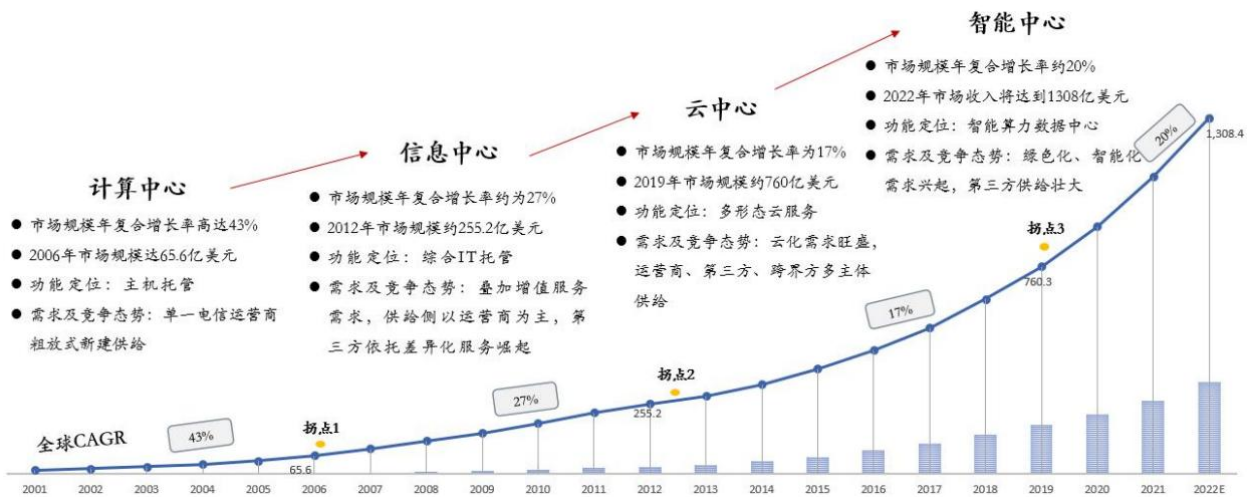 计算中心
● 市场规模年复合增长率高达43%
● 2006年市场规模达65.6亿美元
● 功能定位：主机托管
● 需求及竞争态势：单一电信运营商
粗放式新建供给
信息中心
● 市场规模年复合增长率约为27%
● 2012年市场规模约255.2亿美元
● 功能定位：综合IT托管
● 需求及竞争态势：叠加增值服务
需求，供给侧以运营商为主，第
三方依托差异化服务崛起
云中心
● 市场规模年复合增长率为17%
● 2019年市场规模约760亿美元
● 功能定位：多形态云服务
● 需求及竞争态势：云化需求旺盛，
运营商、第三方、跨界方多主体
供给
智能中心
● 市场规模年复合增长率约20%
● 2022年市场收入将达到1308亿美元
● 功能定位：智能算力数据中心
● 需求及竞争态势：绿色化、智能化
需求兴起，第三方供给壮大
全球CAGR
43%
拐点1
65.6
27%
拐点2
255.2
17%
拐点3
760.3
20%
1,308.4
2001 2002 2003 2004 2005 2006 2007 2008 2009 2010 2011 2012 2013 2014 2015 2016 2017 2018 2019 2020 2021 2022E